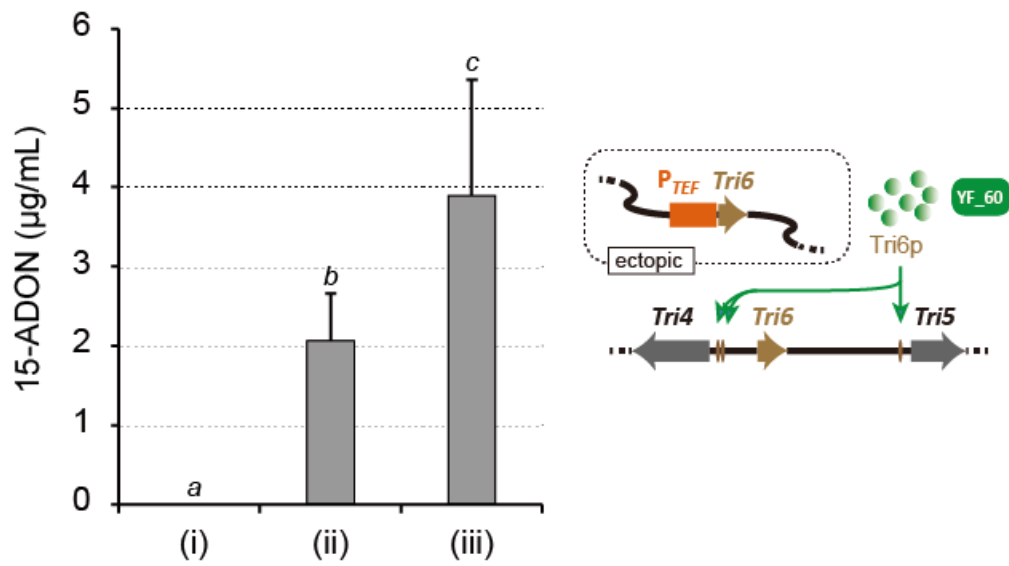 15-ADON (µg/mL)
6
5
4
3
2
1
0
a
b
c
(i)
(ii)
(iii)
P_TEF Tri6
ectopic
YF_60
Tri6p
Tri4 Tri6 Tri5